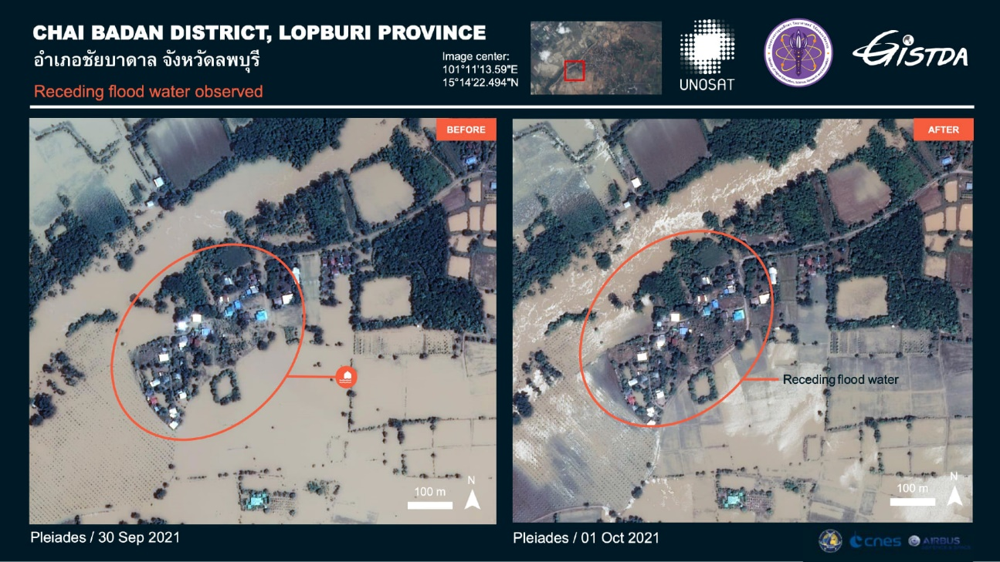 CHAI BADAN DISTRICT, LOPBURI PROVINCE
อำเภอชัยบาดาล จังหวัดลพบุรี
Receding flood water observed
Image center:
101°11'13.59"E
15°14'22.494"N
UNOSAT
GISTDA
BEFORE
AFTER
Receding flood water
N
100 m
N
100 m
Pleiades / 30 Sep 2021
Pleiades / 01 Oct 2021
cnes
AIRBUS